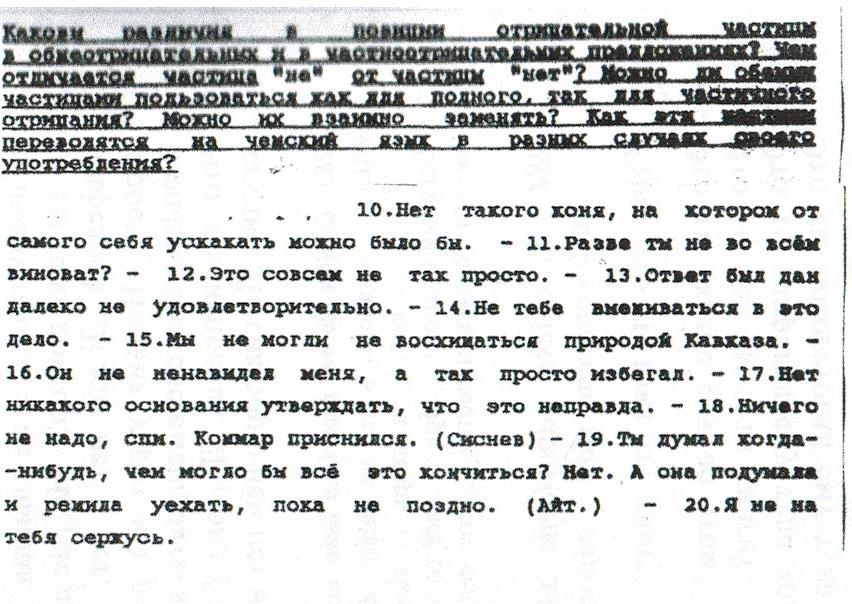 Каковы различия в позиции отрицательной частицы
в общеотрицательных и в частноотрицательных предложениях? Чем
отличается частица "не" от частицы "нет"? Можно ли обеими
частицами пользоваться как для полного, так для частичного
отрицания? Можно их взаимно заменять? Как эти
переводятся на чешский язык в разных случаях своего
употребления?
10.Нет такого коня, на котором от
самого себя ускакать можно было бы. - 11.Разве ты не во всём
виноват? - 12.Это совсем не так просто. - 13.Ответ был дан
далеко не удовлетворительно. - 14.Не тебе вмешиваться в это
дело. - 15.Мы не могли не восхищаться природой Кавказа. -
16.Он не ненавидел меня, а так просто избегал. - 17.Нет
никакого основания утверждать, что это неправда. - 18.Ничего
не надо, спи. Кошмар приснился. (Сиснев) - 19.Ты думал когда-
-нибудь, чем могло бы всё это кончиться? Нет. А она подумала
и решила уехать, пока не поздно. (Айт.) - 20.Я не на
тебя сержусь.